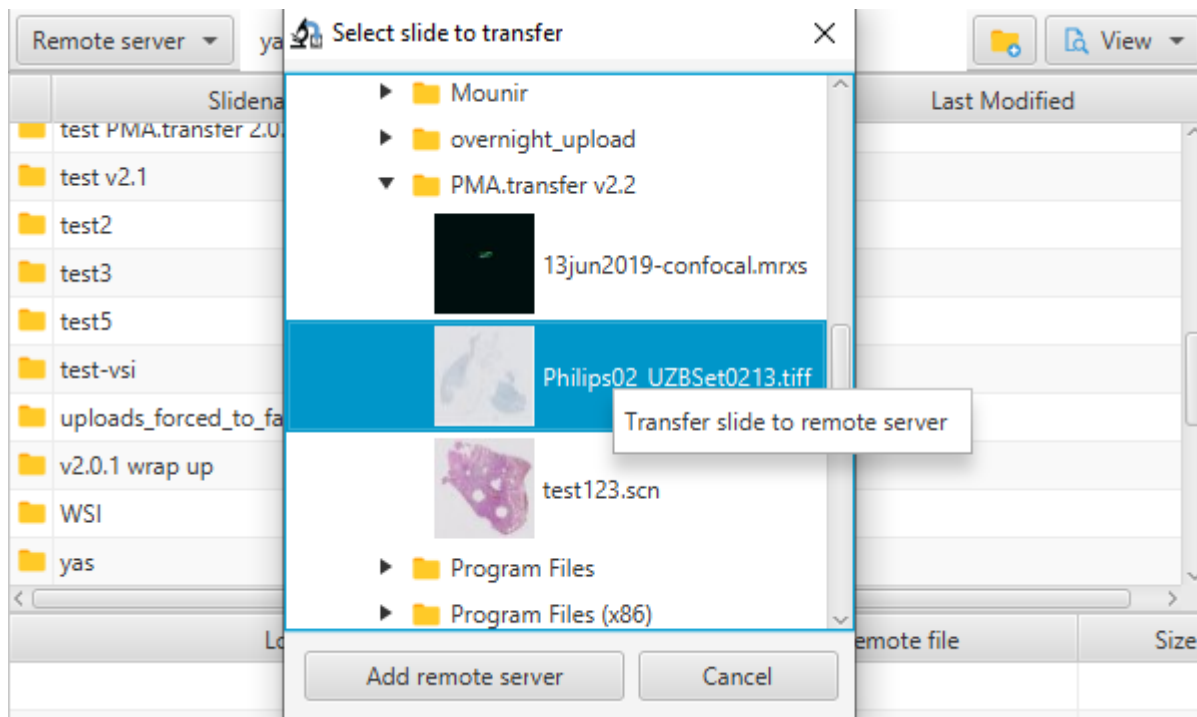 Remote server
ya
Select slide to transfer
View
Slidena
Last Modified
test PMA.transfer 2.0.
test v2.1
test2
test3
test5
test-vsi
uploads_forced_to_fa
v2.0.1 wrap up
WSI
yas
Mounir
overnight_upload
PMA.transfer v2.2
13jun2019-confocal.mrxs
Philips02_UZBSet0213.tiff
Transfer slide to remote server
test123.scn
Program Files
Program Files (x86)
Lo
emote file
Size
Add remote server
Cancel